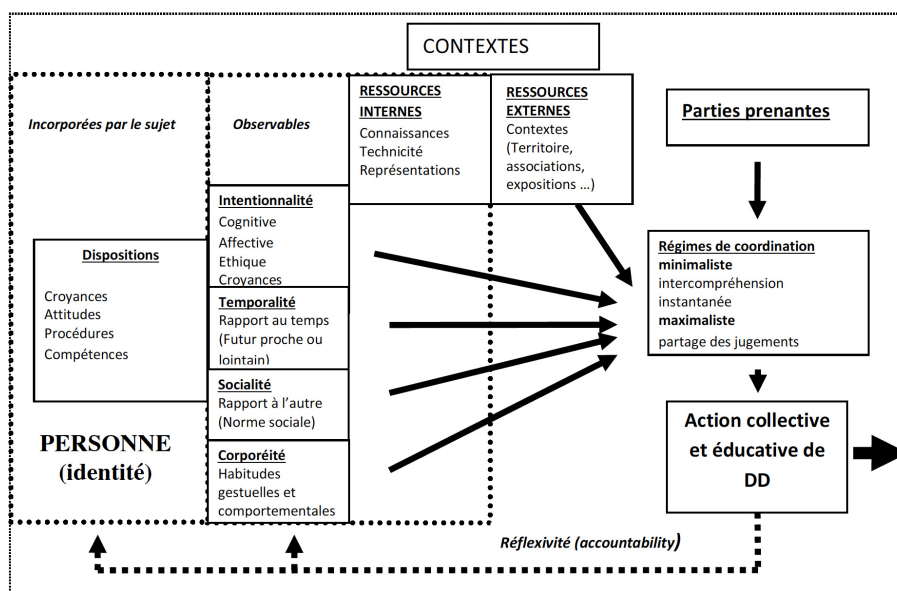 CONTEXTES
Incorporées par le sujet
Observables
RESSOURCES
INTERNES
Connaissances
Technicité
Représentations
RESSOURCES
EXTERNES
Contextes
(Territoire,
associations,
expositions ...)
Parties prenantes
Dispositions
Croyances
Attitudes
Procédures
Compétences
Intentionnalité
Cognitive
Affective
Ethique
Croyances
Temporalité
Rapport au temps
(Futur proche ou
lointain)
Socialité
Rapport à l’autre
(Norme sociale)
Corporéité
Habitudes
gestuelles et
comportementales
Régimes de coordination
minimaliste
intercompréhension
instantanée
maximaliste
partage des jugements
PERSONNE
(identité)
Action collective
et éducative de
DD
Réflexivité (accountability)